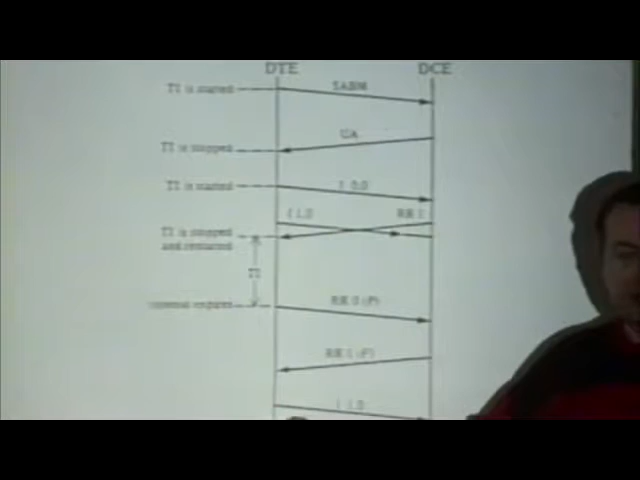 DTE DCE
T1 is started SABM
UA
T1 is stopped
T1 is started I 0,0
I 1,0 RR 1
T1 is stopped
and restarted
T1
expired RR 0 (P)
RR 1 (F)
I 1,0